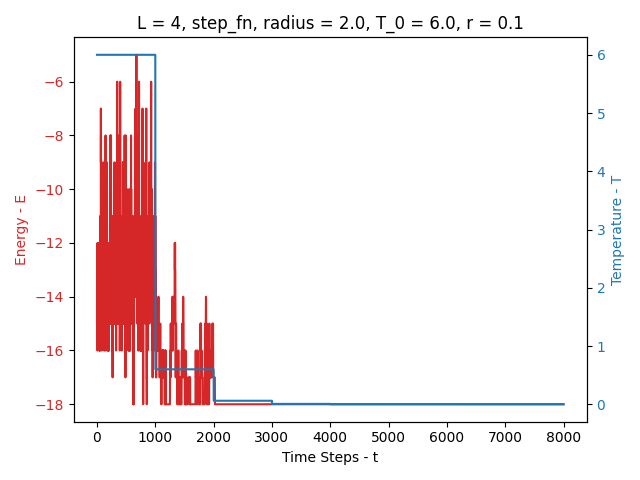 L = 4, step_fn, radius = 2.0, T_0 = 6.0, r = 0.1
Energy - E
−6
−8
−10
−12
−14
−16
−18
6
5
4
3
2
1
0
Temperature - T
0 1000 2000 3000 4000 5000 6000 7000 8000
Time Steps - t